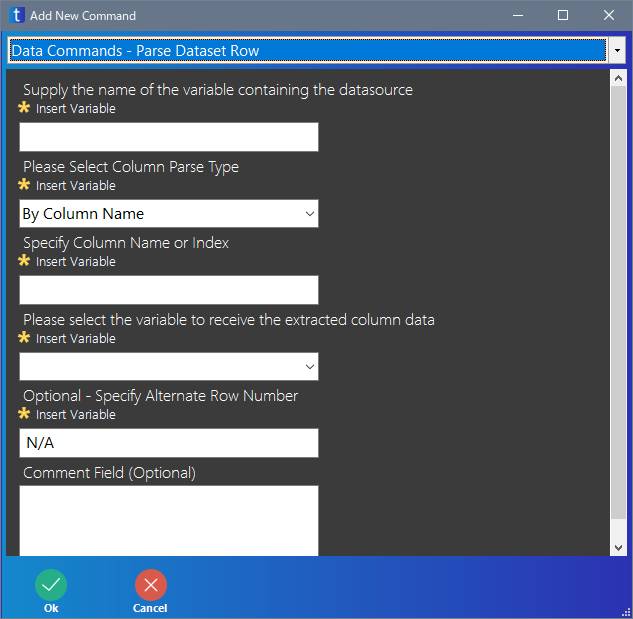 t Add New Command
Data Commands - Parse Dataset Row
Supply the name of the variable containing the datasource
Insert Variable
Please Select Column Parse Type
Insert Variable
By Column Name
Specify Column Name or Index
Insert Variable
Please select the variable to receive the extracted column data
Insert Variable
Optional - Specify Alternate Row Number
Insert Variable
N/A
Comment Field (Optional)
Ok Cancel